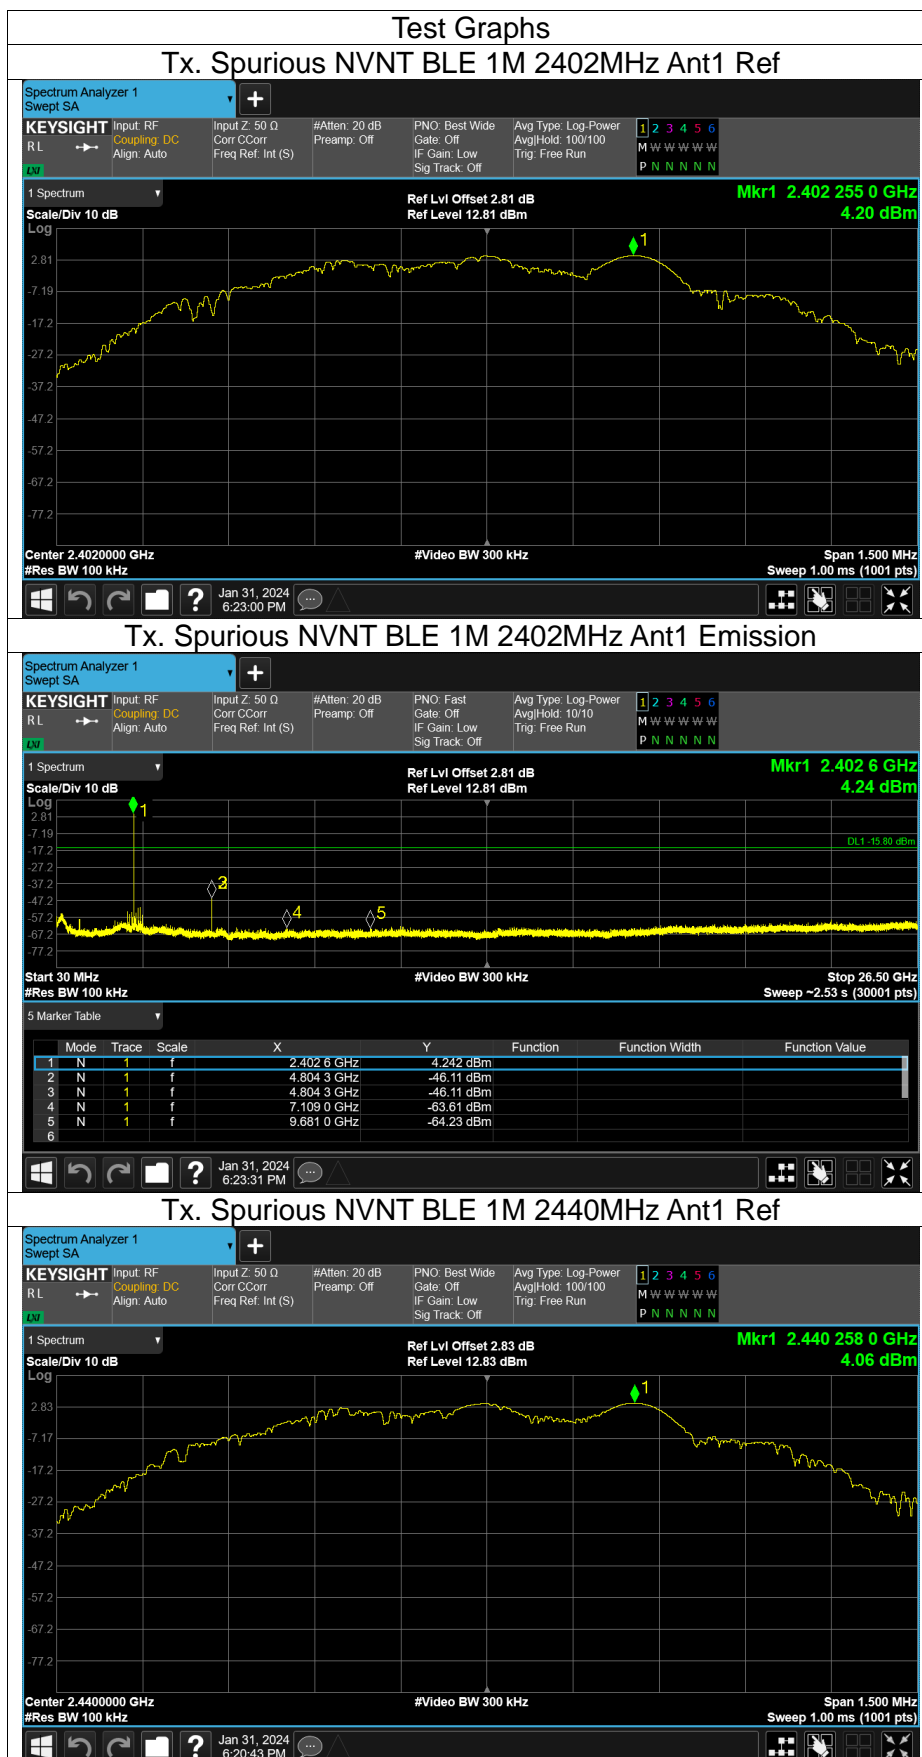 Test Graphs
Tx. Spurious NVNT BLE 1M 2402MHz Ant1 Ref
Spectrum Analyzer 1
Swept SA
KEYSIGHT Input: RF Input Z: 50 Ω #Atten: 20 dB PNO: Best Wide Avg Type: Log-Power 1 2 3 4 5 6
RL Coupling: DC Corr CCorr Preamp: Off Gate: Off Avg|Hold: 100/100 M W W W W W
Align: Auto Freq Ref: Int (S) IF Gain: Low Trig: Free Run
LXI Sig Track: Off P N N N N N
1 Spectrum Ref Lvl Offset 2.81 dB Mkr1 2.402 255 0 GHz
Scale/Div 10 dB Ref Level 12.81 dBm 4.20 dBm
Log
1
2.81
-7.19
-17.2
-27.2
-37.2
-47.2
-57.2
-67.2
-77.2
Center 2.4020000 GHz #Video BW 300 kHz Span 1.500 MHz
#Res BW 100 kHz Sweep 1.00 ms (1001 pts)
? Jan 31, 2024
6:23:00 PM
Tx. Spurious NVNT BLE 1M 2402MHz Ant1 Emission
Spectrum Analyzer 1
Swept SA
KEYSIGHT Input: RF Input Z: 50 Ω #Atten: 20 dB PNO: Fast Avg Type: Log-Power 1 2 3 4 5 6
RL Coupling: DC Corr CCorr Preamp: Off Gate: Off Avg|Hold: 10/10 M W W W W W
Align: Auto Freq Ref: Int (S) IF Gain: Low Trig: Free Run
LXI Sig Track: Off P N N N N N
1 Spectrum Ref Lvl Offset 2.81 dB Mkr1 2.402 6 GHz
Scale/Div 10 dB Ref Level 12.81 dBm 4.24 dBm
Log
1
2.81
-7.19
DL1 -15.80 dBm
-17.2
-27.2
-37.2
3
-47.2
-57.2 4 5
-67.2
-77.2
Start 30 MHz #Video BW 300 kHz Stop 26.50 GHz
#Res BW 100 kHz Sweep ~2.53 s (30001 pts)
5 Marker Table
Mode Trace Scale X Y Function Function Width Function Value
1 N 1 f 2.402 6 GHz 4.242 dBm
2 N 1 f 4.804 3 GHz -46.11 dBm
3 N 1 f 4.804 3 GHz -46.11 dBm
4 N 1 f 7.109 0 GHz -63.61 dBm
5 N 1 f 9.681 0 GHz -64.23 dBm
6
? Jan 31, 2024
6:23:31 PM
Tx. Spurious NVNT BLE 1M 2440MHz Ant1 Ref
Spectrum Analyzer 1
Swept SA
KEYSIGHT Input: RF Input Z: 50 Ω #Atten: 20 dB PNO: Best Wide Avg Type: Log-Power 1 2 3 4 5 6
RL Coupling: DC Corr CCorr Preamp: Off Gate: Off Avg|Hold: 100/100 M W W W W W
Align: Auto Freq Ref: Int (S) IF Gain: Low Trig: Free Run
LXI Sig Track: Off P N N N N N
1 Spectrum Ref Lvl Offset 2.83 dB Mkr1 2.440 258 0 GHz
Scale/Div 10 dB Ref Level 12.83 dBm 4.06 dBm
Log
1
2.83
-7.17
-17.2
-27.2
-37.2
-47.2
-57.2
-67.2
-77.2
Center 2.4400000 GHz #Video BW 300 kHz Span 1.500 MHz
#Res BW 100 kHz Sweep 1.00 ms (1001 pts)
? Jan 31, 2024
6:20:43 PM